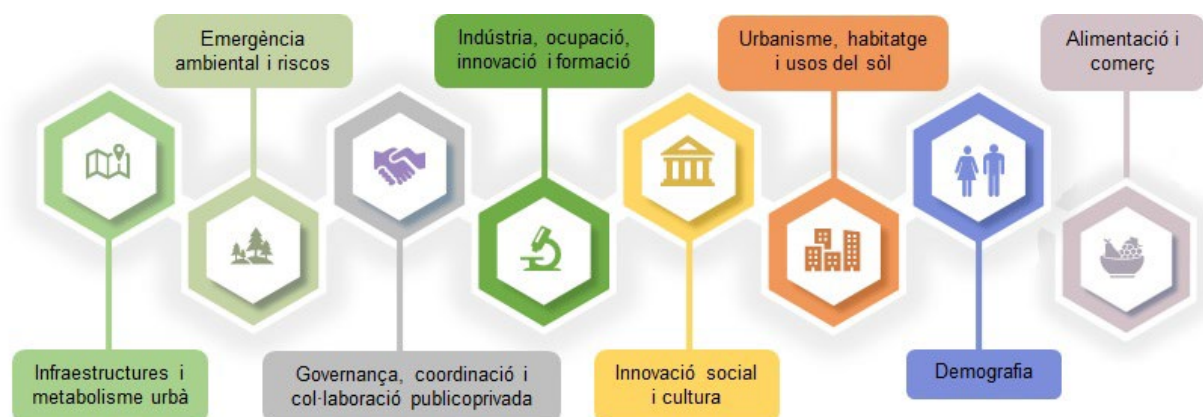 Emergència
ambiental i riscos
Indústria, ocupació,
innovació i formació
Urbanisme, habitatge
i usos del sòl
Alimentació i
comerç
Infraestructures i
metabolisme urbà
Governança, coordinació i
col·laboració publicoprivada
Innovació social
i cultura
Demografia